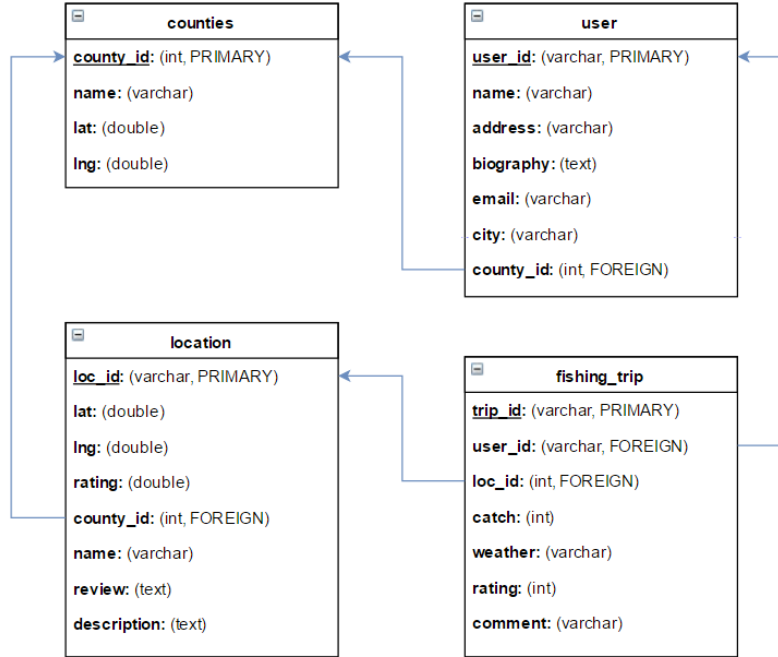 counties
county_id: (int, PRIMARY)
name: (varchar)
lat: (double)
lng: (double)
user
user_id: (varchar, PRIMARY)
name: (varchar)
address: (varchar)
biography: (text)
email: (varchar)
city: (varchar)
county_id: (int, FOREIGN)
location
loc_id: (varchar, PRIMARY)
lat: (double)
lng: (double)
rating: (double)
county_id: (int, FOREIGN)
name: (varchar)
review: (text)
description: (text)
fishing_trip
trip_id: (varchar, PRIMARY)
user_id: (varchar, FOREIGN)
loc_id: (int, FOREIGN)
catch: (int)
weather: (varchar)
rating: (int)
comment: (varchar)